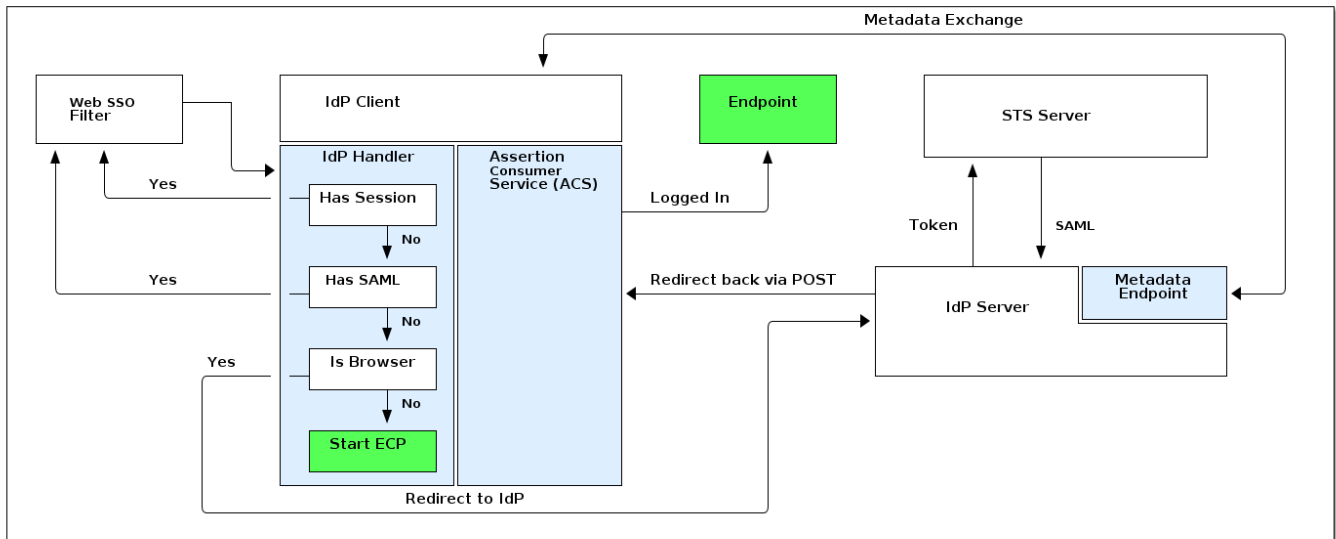 Metadata Exchange
Web SSO
Filter
IdP Client
Endpoint
STS Server
IdP Handler
Assertion
Consumer
Service (ACS)
Yes
Has Session
Logged In
No
Token
SAML
Yes
Has SAML
Redirect back via POST
Metadata
Endpoint
IdP Server
No
Yes
Is Browser
No
Start ECP
Redirect to IdP